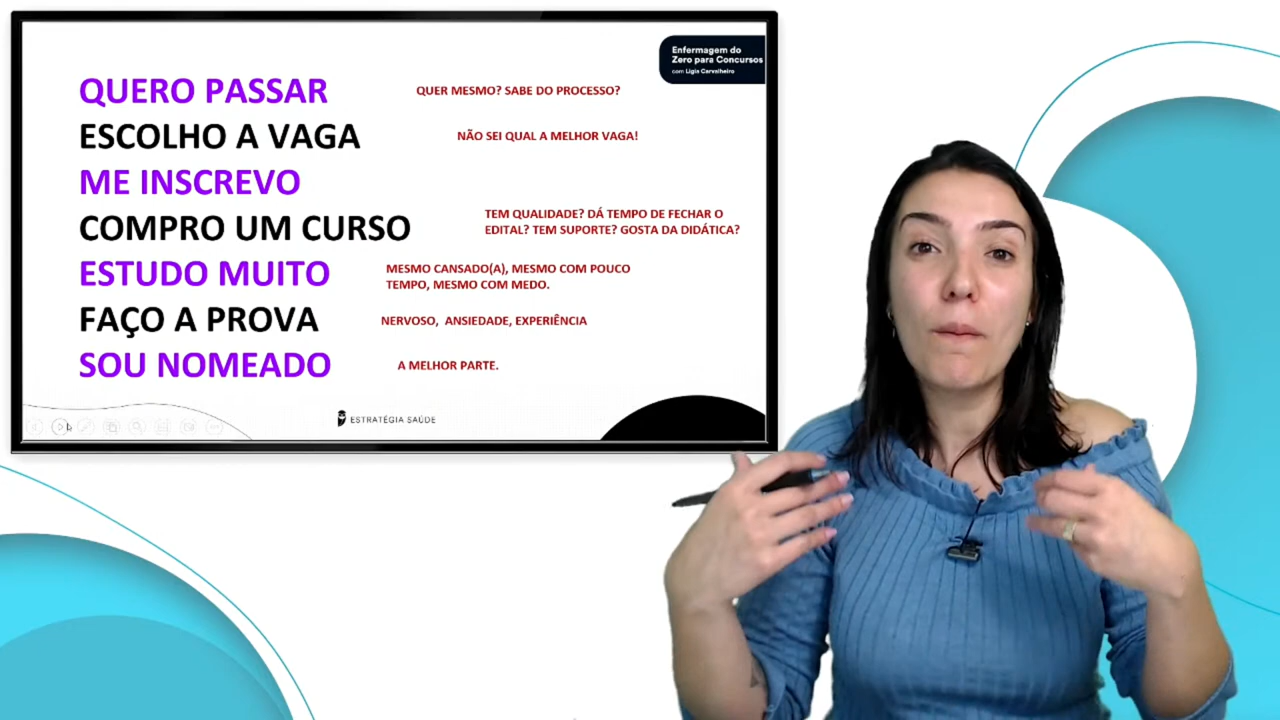 Enfermagem do
Zero para Concursos
com Lígia Carvalheiro
QUERO PASSAR
QUER MESMO? SABE DO PROCESSO?
ESCOLHO A VAGA
NÃO SEI QUAL A MELHOR VAGA!
ME INSCREVO
COMPRO UM CURSO
TEM QUALIDADE? DÁ TEMPO DE FECHAR O
EDITAL? TEM SUPORTE? GOSTA DA DIDÁTICA?
ESTUDO MUITO
MESMO CANSADO(A), MESMO COM POUCO
TEMPO, MESMO COM MEDO.
FAÇO A PROVA
NERVOSO, ANSIEDADE, EXPERIÊNCIA
SOU NOMEADO
A MELHOR PARTE.
ESTRATÉGIA SAÚDE